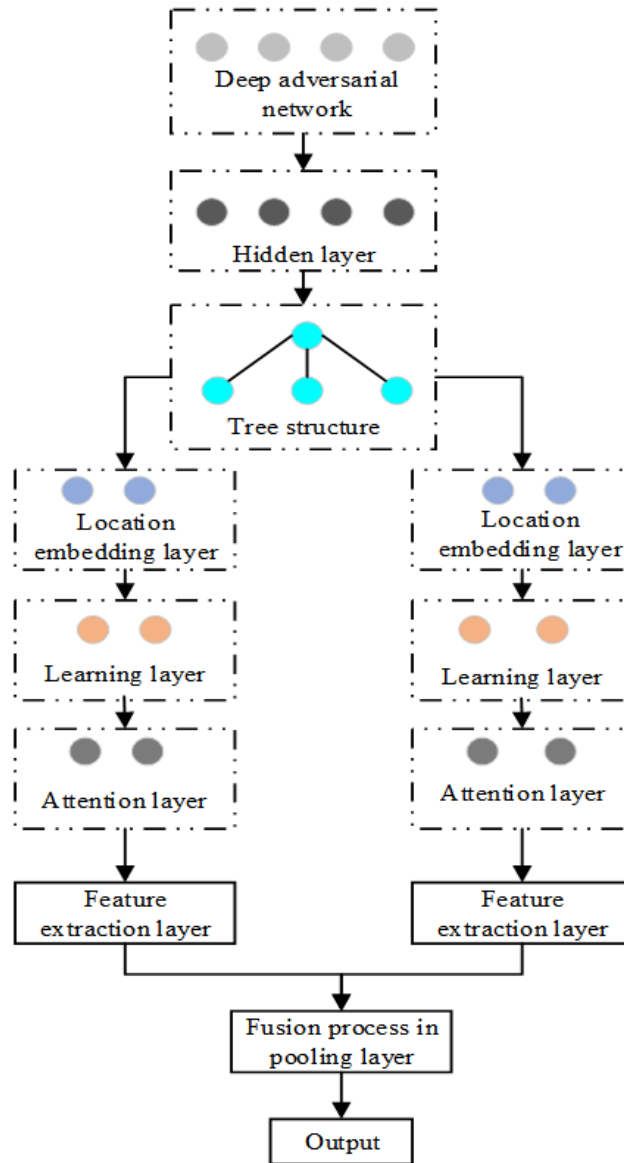 Deep adversarial
network
Hidden layer
Tree structure
Location
embedding layer
Learning layer
Attention layer
Feature
extraction layer
Location
embedding layer
Learning layer
Attention layer
Feature
extraction layer
Fusion process in
pooling layer
Output